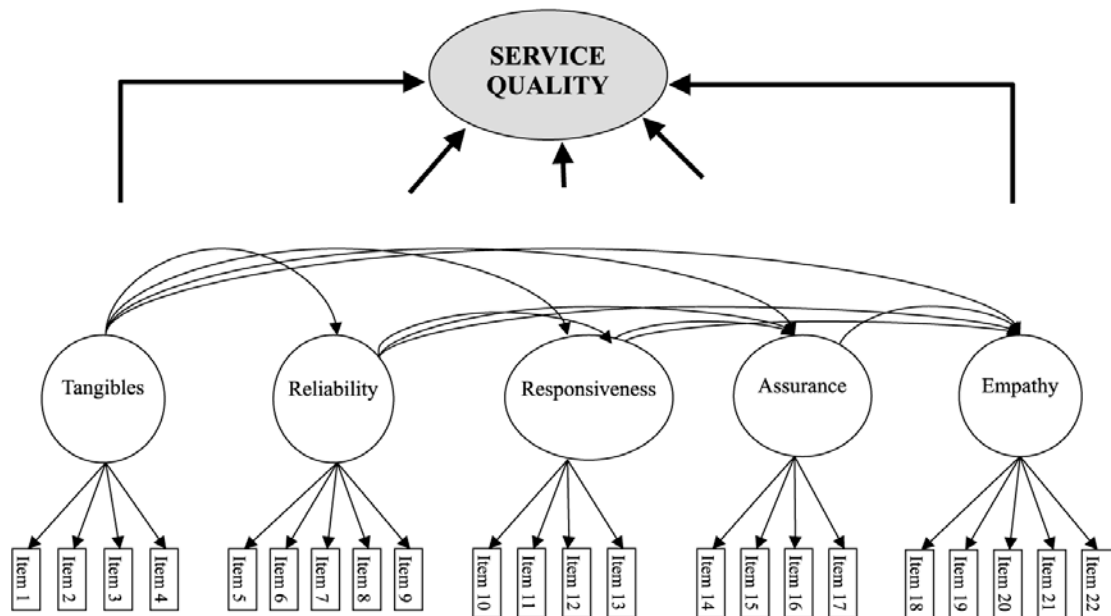 SERVICE
QUALITY
Tangibles
Reliability
Responsiveness
Assurance
Empathy
Item 1
Item 2
Item 3
Item 4
Item 5
Item 6
Item 7
Item 8
Item 9
Item 10
Item 11
Item 12
Item 13
Item 14
Item 15
Item 16
Item 17
Item 18
Item 19
Item 20
Item 21
Item 22